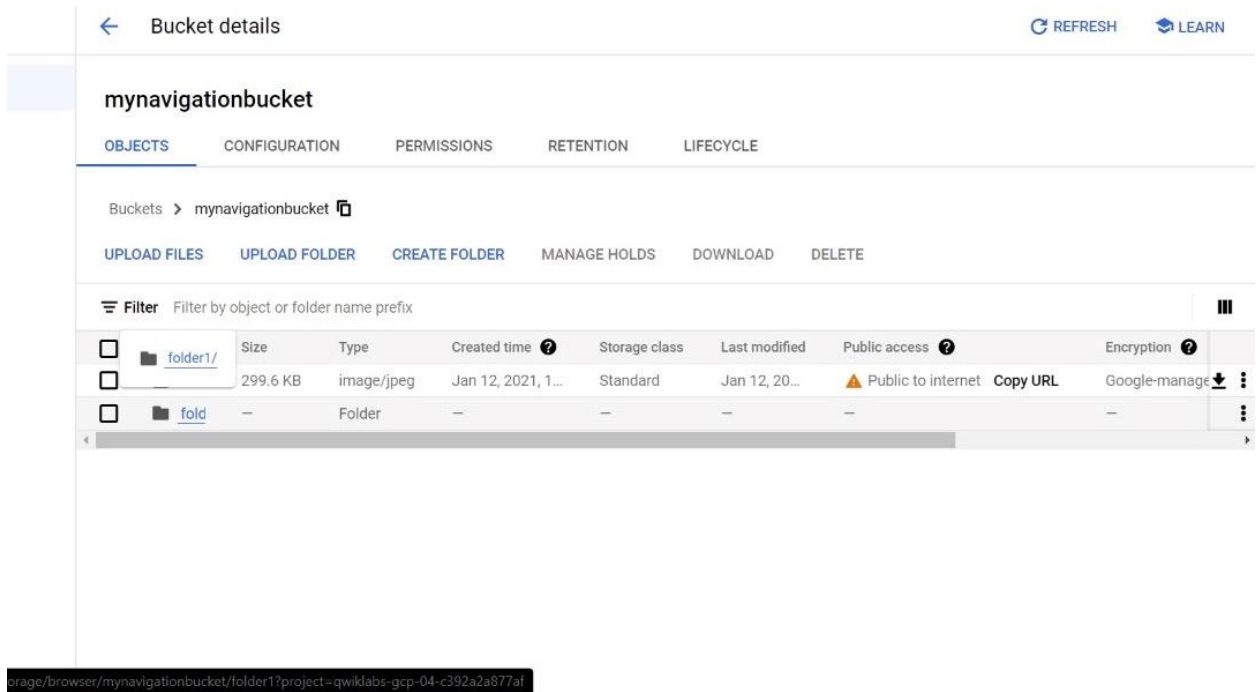 Bucket details REFRESH LEARN
mynavigationbucket
OBJECTS CONFIGURATION PERMISSIONS RETENTION LIFECYCLE
Buckets > mynavigationbucket
UPLOAD FILES UPLOAD FOLDER CREATE FOLDER MANAGE HOLDS DOWNLOAD DELETE
Filter Filter by object or folder name prefix
Size Type Created time Storage class Last modified Public access Encryption
folder1/
299.6 KB image/jpeg Jan 12, 2021, 1... Standard Jan 12, 20... Public to internet Copy URL Google-manage
fold — Folder — — — — —
orage/browser/mynavigationbucket/folder1?project=qwiklabs-gcp-04-c392a2a877af